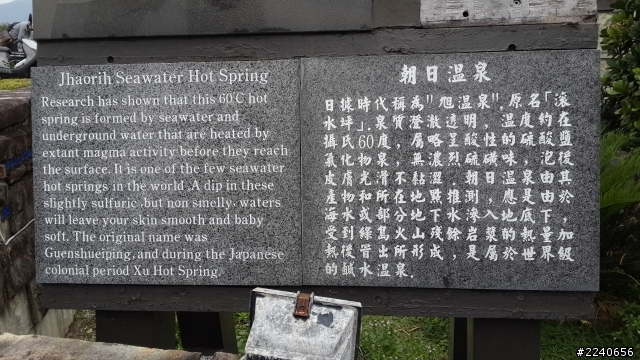 Jhaorih Seawater Hot Spring
Research has shown that this 60°C hot
spring is formed by seawater and
underground water that are heated by
extant magma activity before they reach
the surface. It is one of the few seawater
hot springs in the world .A dip in these
slightly sulfuric ,but non smelly, waters
will leave your skin smooth and baby
soft. The original name was
Guenshueiping, and during the Japanese
colonial period Xu Hot Spring.
朝日溫泉
日據時代稱為"旭溫泉",原名「滾
水坪」.泉質澄澈透明,溫度約在
攝氏60度,屬略呈酸性的硫酸鹽
氯化物泉,無濃烈硫磺味,泡後
皮膚光滑不黏澀.朝日溫泉由其
產物和所在地點推測,應是由於
海水或部分地下水滲入地底下,
受到綠蒿火山殘餘岩漿的熱量加
熱後冒出所形成,是屬於世界級
的鹹水溫泉.
#2240656